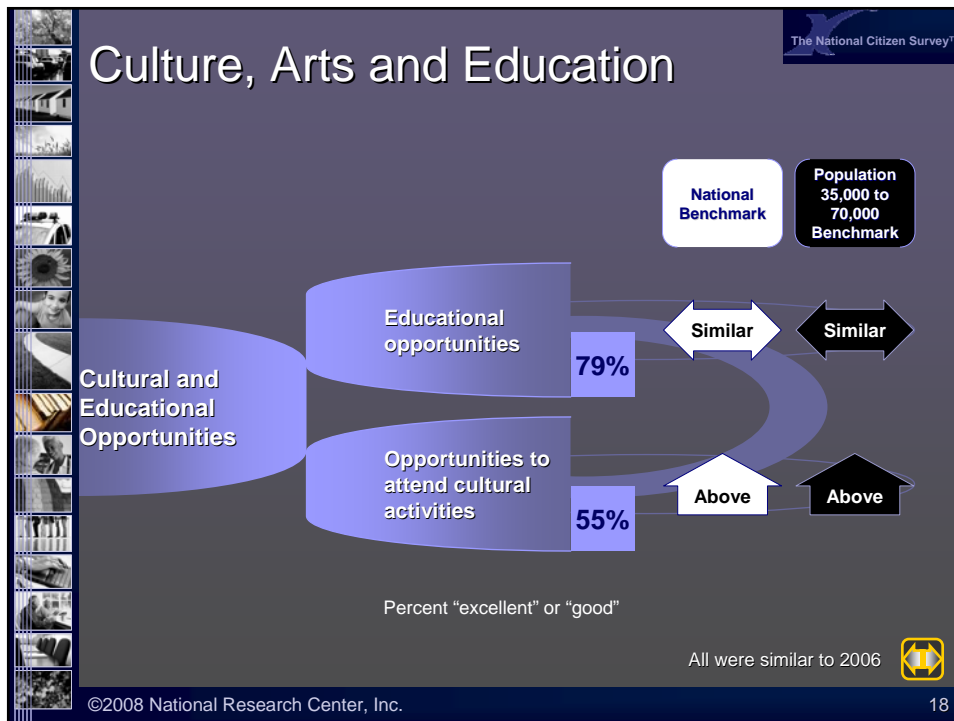 The National Citizen Survey™
Culture, Arts and Education
National
Benchmark
Population
35,000 to
70,000
Benchmark
Cultural and
Educational
Opportunities
Educational
opportunities
79%
Similar
Similar
Opportunities to
attend cultural
activities
55%
Above
Above
Percent “excellent” or “good”
All were similar to 2006
©2008 National Research Center, Inc.
18